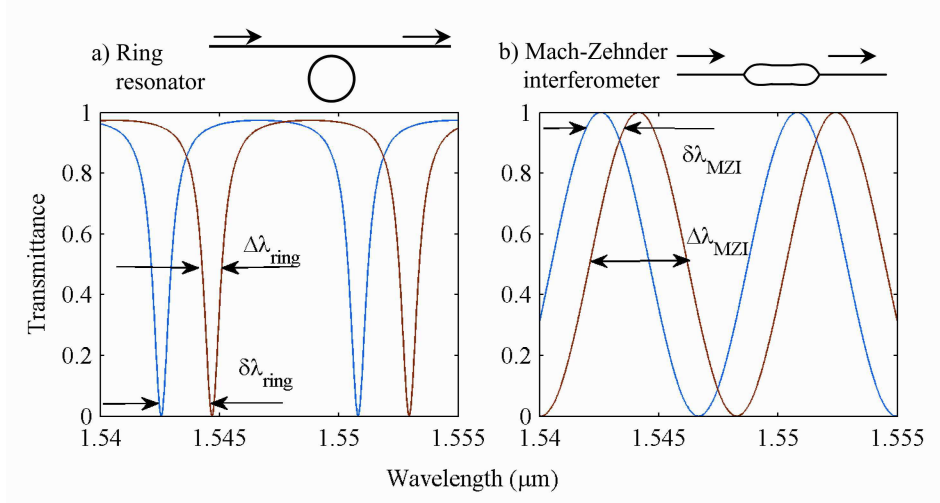 a) Ring
resonator
b) Mach-Zehnder
interferometer
Transmittance
1
0.8
0.6
0.4
0.2
0
Δλring
δλring
1.54
1.545
1.55
1.555
1
0.8
0.6
0.4
0.2
0
δλMZI
ΔλMZI
1.54
1.545
1.55
1.555
Wavelength (μm)